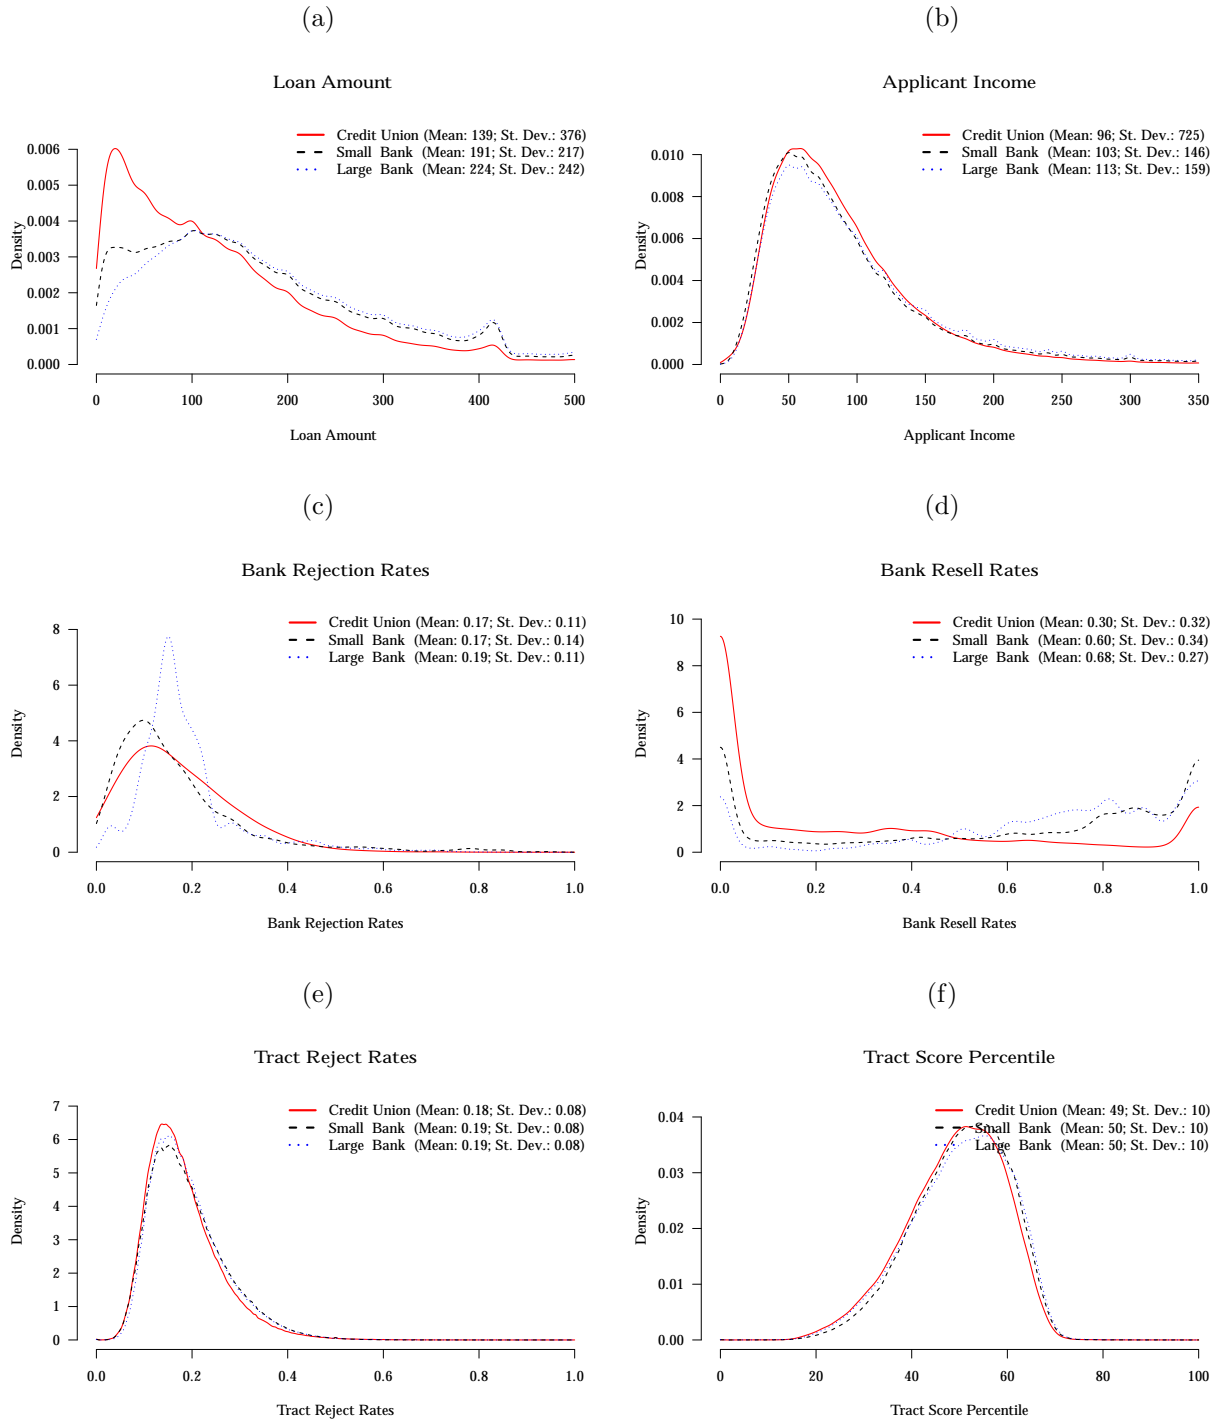 (a)
Loan Amount
Credit Union (Mean: 139; St. Dev.: 376)
Small Bank (Mean: 191; St. Dev.: 217)
Large Bank (Mean: 224; St. Dev.: 242)
Density
0.006
0.005
0.004
0.003
0.002
0.001
0.000
0 100 200 300 400 500
Loan Amount
(b)
Applicant Income
Credit Union (Mean: 96; St. Dev.: 725)
Small Bank (Mean: 103; St. Dev.: 146)
Large Bank (Mean: 113; St. Dev.: 159)
Density
0.010
0.008
0.006
0.004
0.002
0.000
0 50 100 150 200 250 300 350
Applicant Income
(c)
Bank Rejection Rates
Credit Union (Mean: 0.17; St. Dev.: 0.11)
Small Bank (Mean: 0.17; St. Dev.: 0.14)
Large Bank (Mean: 0.19; St. Dev.: 0.11)
Density
8
6
4
2
0
0.0 0.2 0.4 0.6 0.8 1.0
Bank Rejection Rates
(d)
Bank Resell Rates
Credit Union (Mean: 0.30; St. Dev.: 0.32)
Small Bank (Mean: 0.60; St. Dev.: 0.34)
Large Bank (Mean: 0.68; St. Dev.: 0.27)
Density
10
8
6
4
2
0
0.0 0.2 0.4 0.6 0.8 1.0
Bank Resell Rates
(e)
Tract Reject Rates
Credit Union (Mean: 0.18; St. Dev.: 0.08)
Small Bank (Mean: 0.19; St. Dev.: 0.08)
Large Bank (Mean: 0.19; St. Dev.: 0.08)
Density
7
6
5
4
3
2
1
0
0.0 0.2 0.4 0.6 0.8 1.0
Tract Reject Rates
(f)
Tract Score Percentile
Credit Union (Mean: 49; St. Dev.: 10)
Small Bank (Mean: 50; St. Dev.: 10)
Large Bank (Mean: 50; St. Dev.: 10)
Density
0.04
0.03
0.02
0.01
0.00
0 20 40 60 80 100
Tract Score Percentile